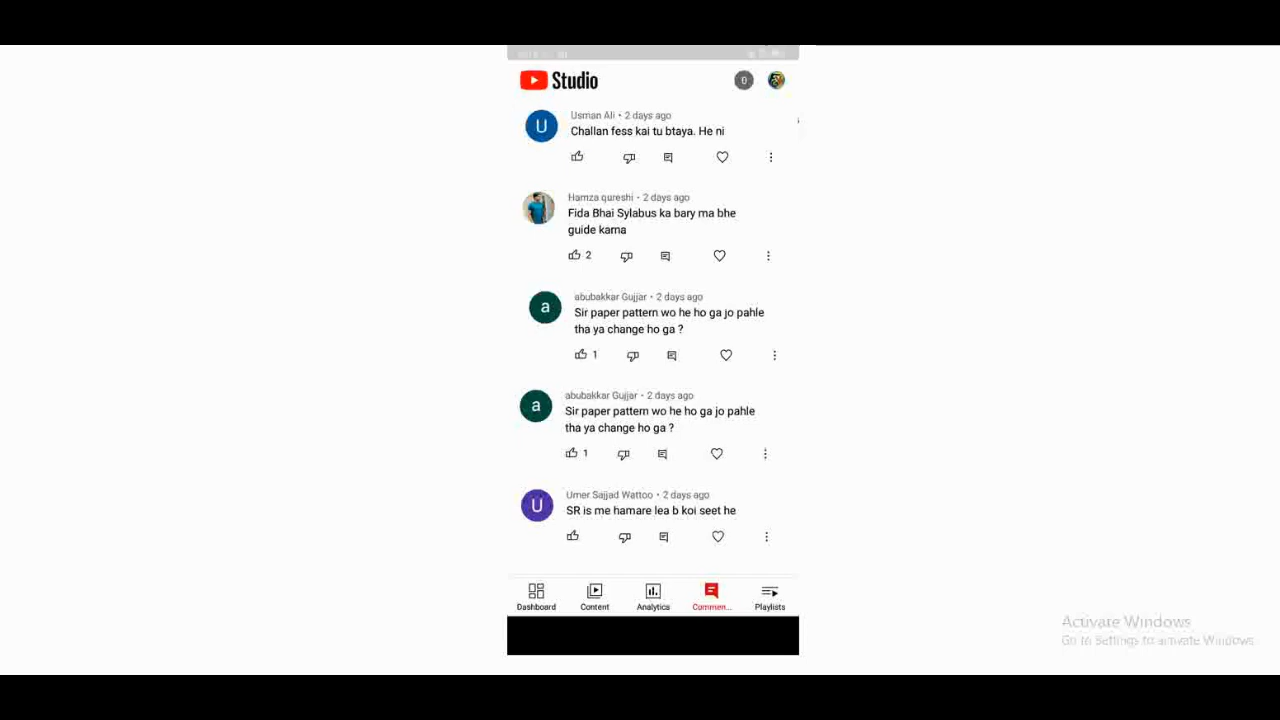 Studio
0
U
Usman Ali • 2 days ago
Challan fess kai tu btaya. He ni
Hamza qureshi • 2 days ago
Fida Bhai Sylabus ka bary ma bhe
guide karna
2
a
abubakkar Gujjar • 2 days ago
Sir paper pattern wo he ho ga jo pahle
tha ya change ho ga ?
1
a
abubakkar Gujjar • 2 days ago
Sir paper pattern wo he ho ga jo pahle
tha ya change ho ga ?
1
U
Umer Sajjad Wattoo • 2 days ago
SR is me hamare lea b koi seet he
Dashboard Content Analytics Commen... Playlists
Activate Windows
Go to Settings to activate Windows.